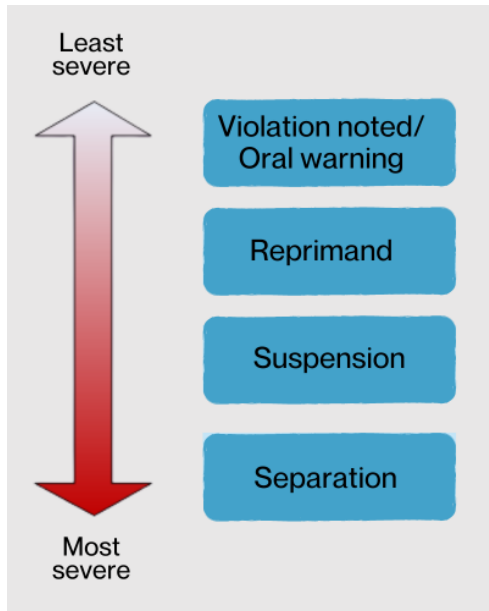 Least
severe
Violation noted/
Oral warning
Reprimand
Suspension
Separation
Most
severe